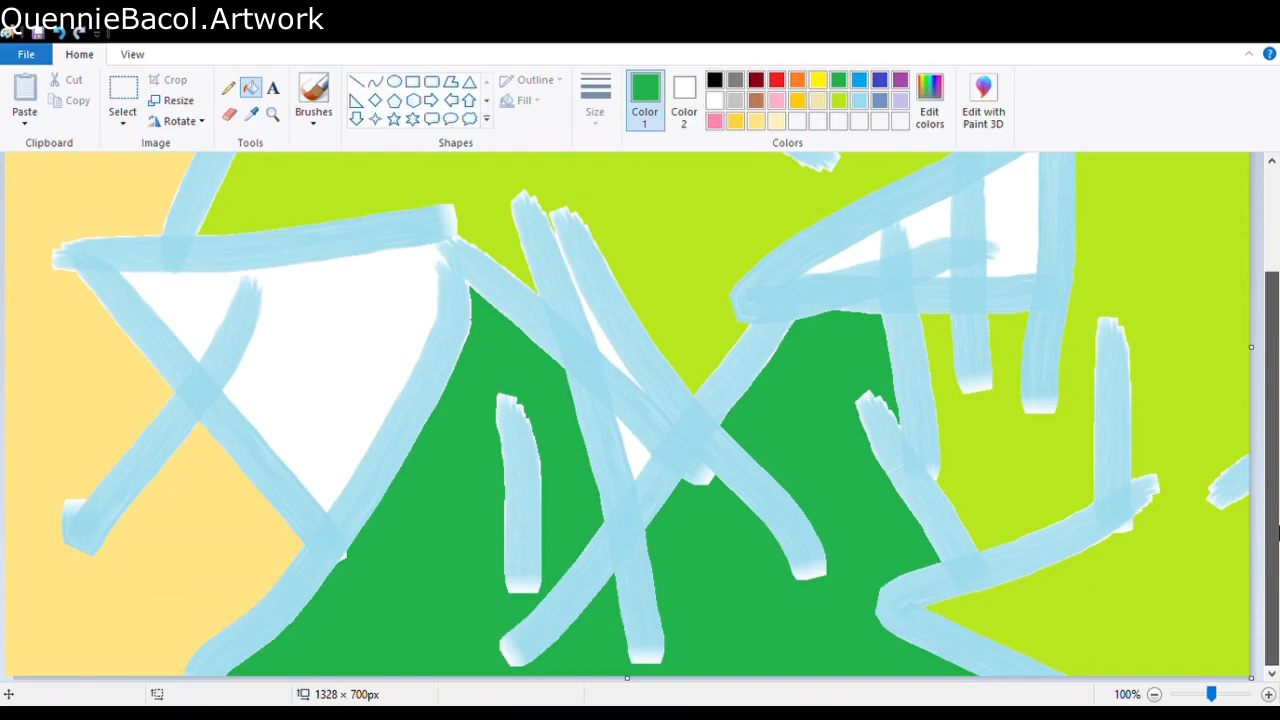 QuennieBacol.Artwork
File Home View
Cut Crop Outline
Copy Resize Fill
Paste Select Rotate Brushes Size Color 1 Color 2 Edit colors Edit with Paint 3D
Clipboard Image Tools Shapes Colors
1328 × 700px 100%